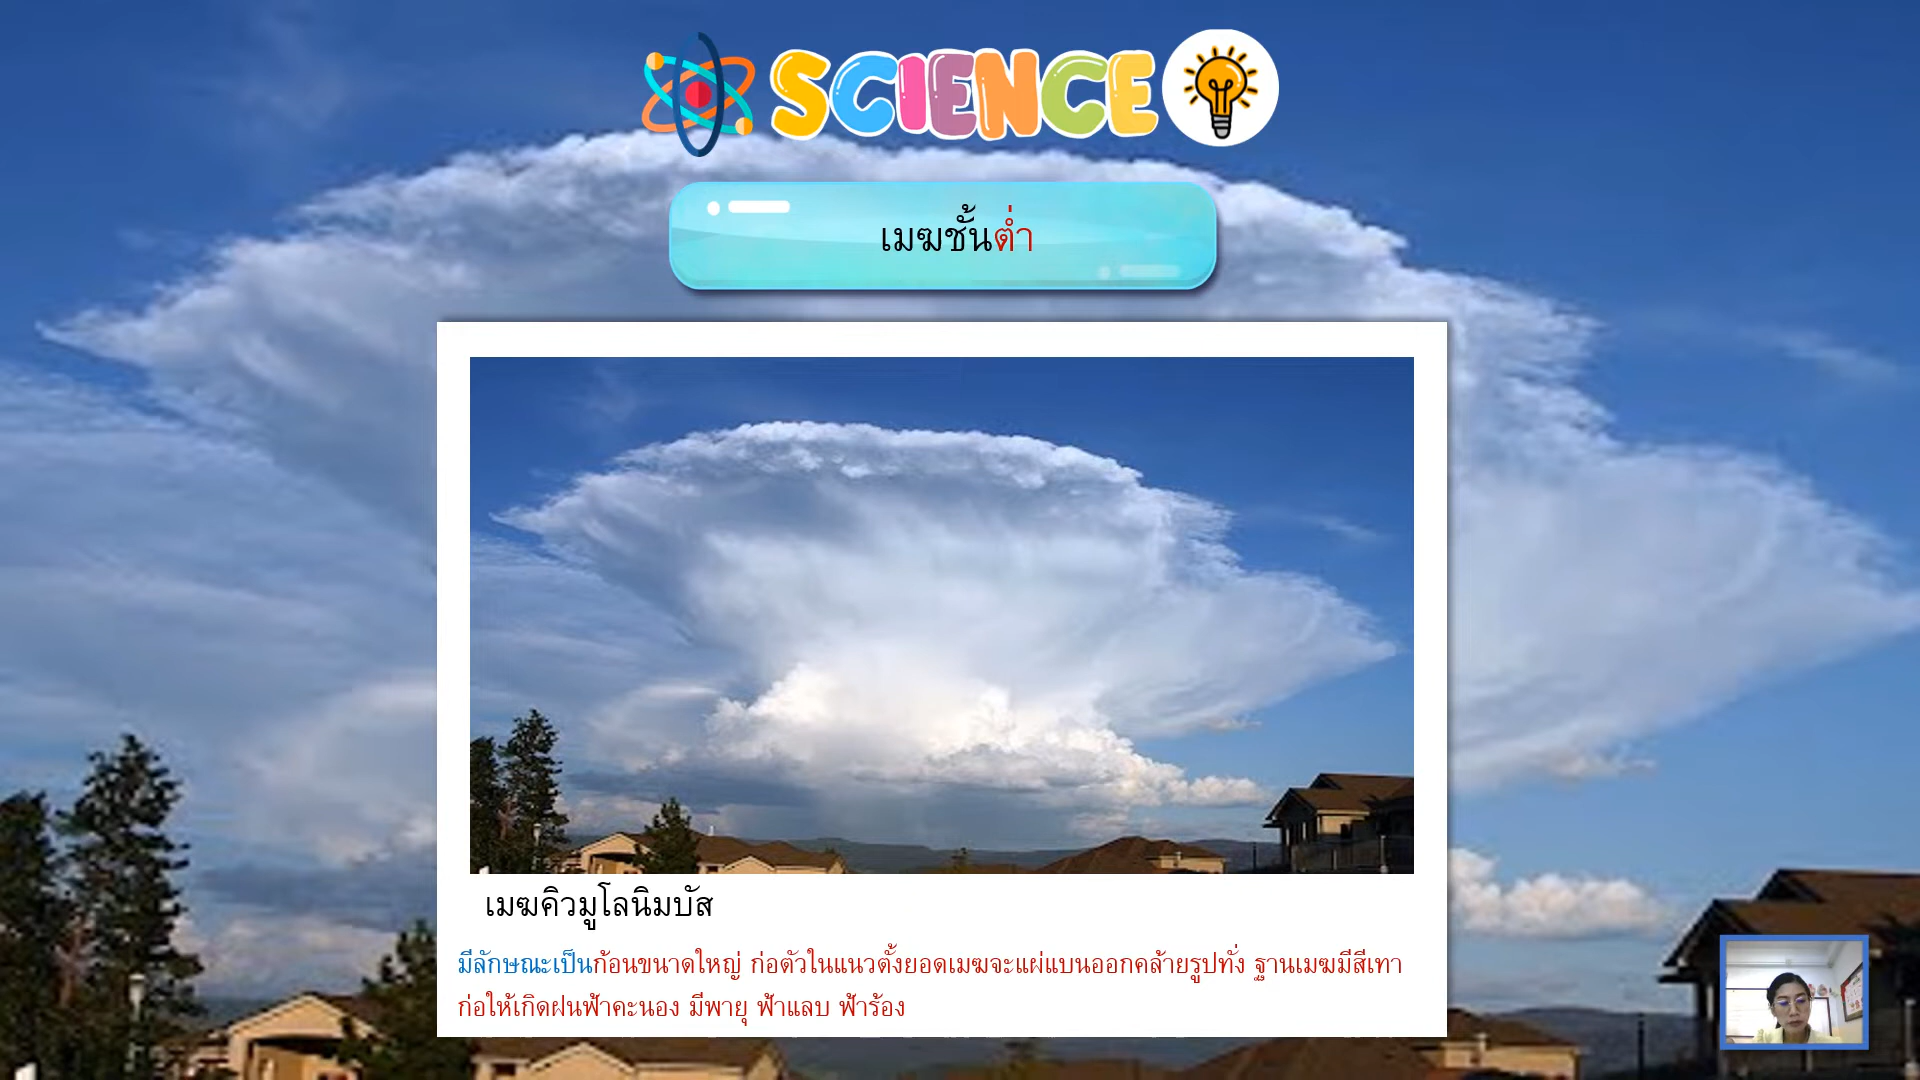 SCIENCE
เมฆชั้นต่ำ
เมฆคิวมูโลนิมบัส
มีลักษณะเป็นก้อนขนาดใหญ่ ก่อตัวในแนวตั้งยอดเมฆจะแผ่แบนออกคล้ายรูปทั่ง ฐานเมฆมีสีเทา
ก่อให้เกิดฝนฟ้าคะนอง มีพายุ ฟ้าแลบ ฟ้าร้อง